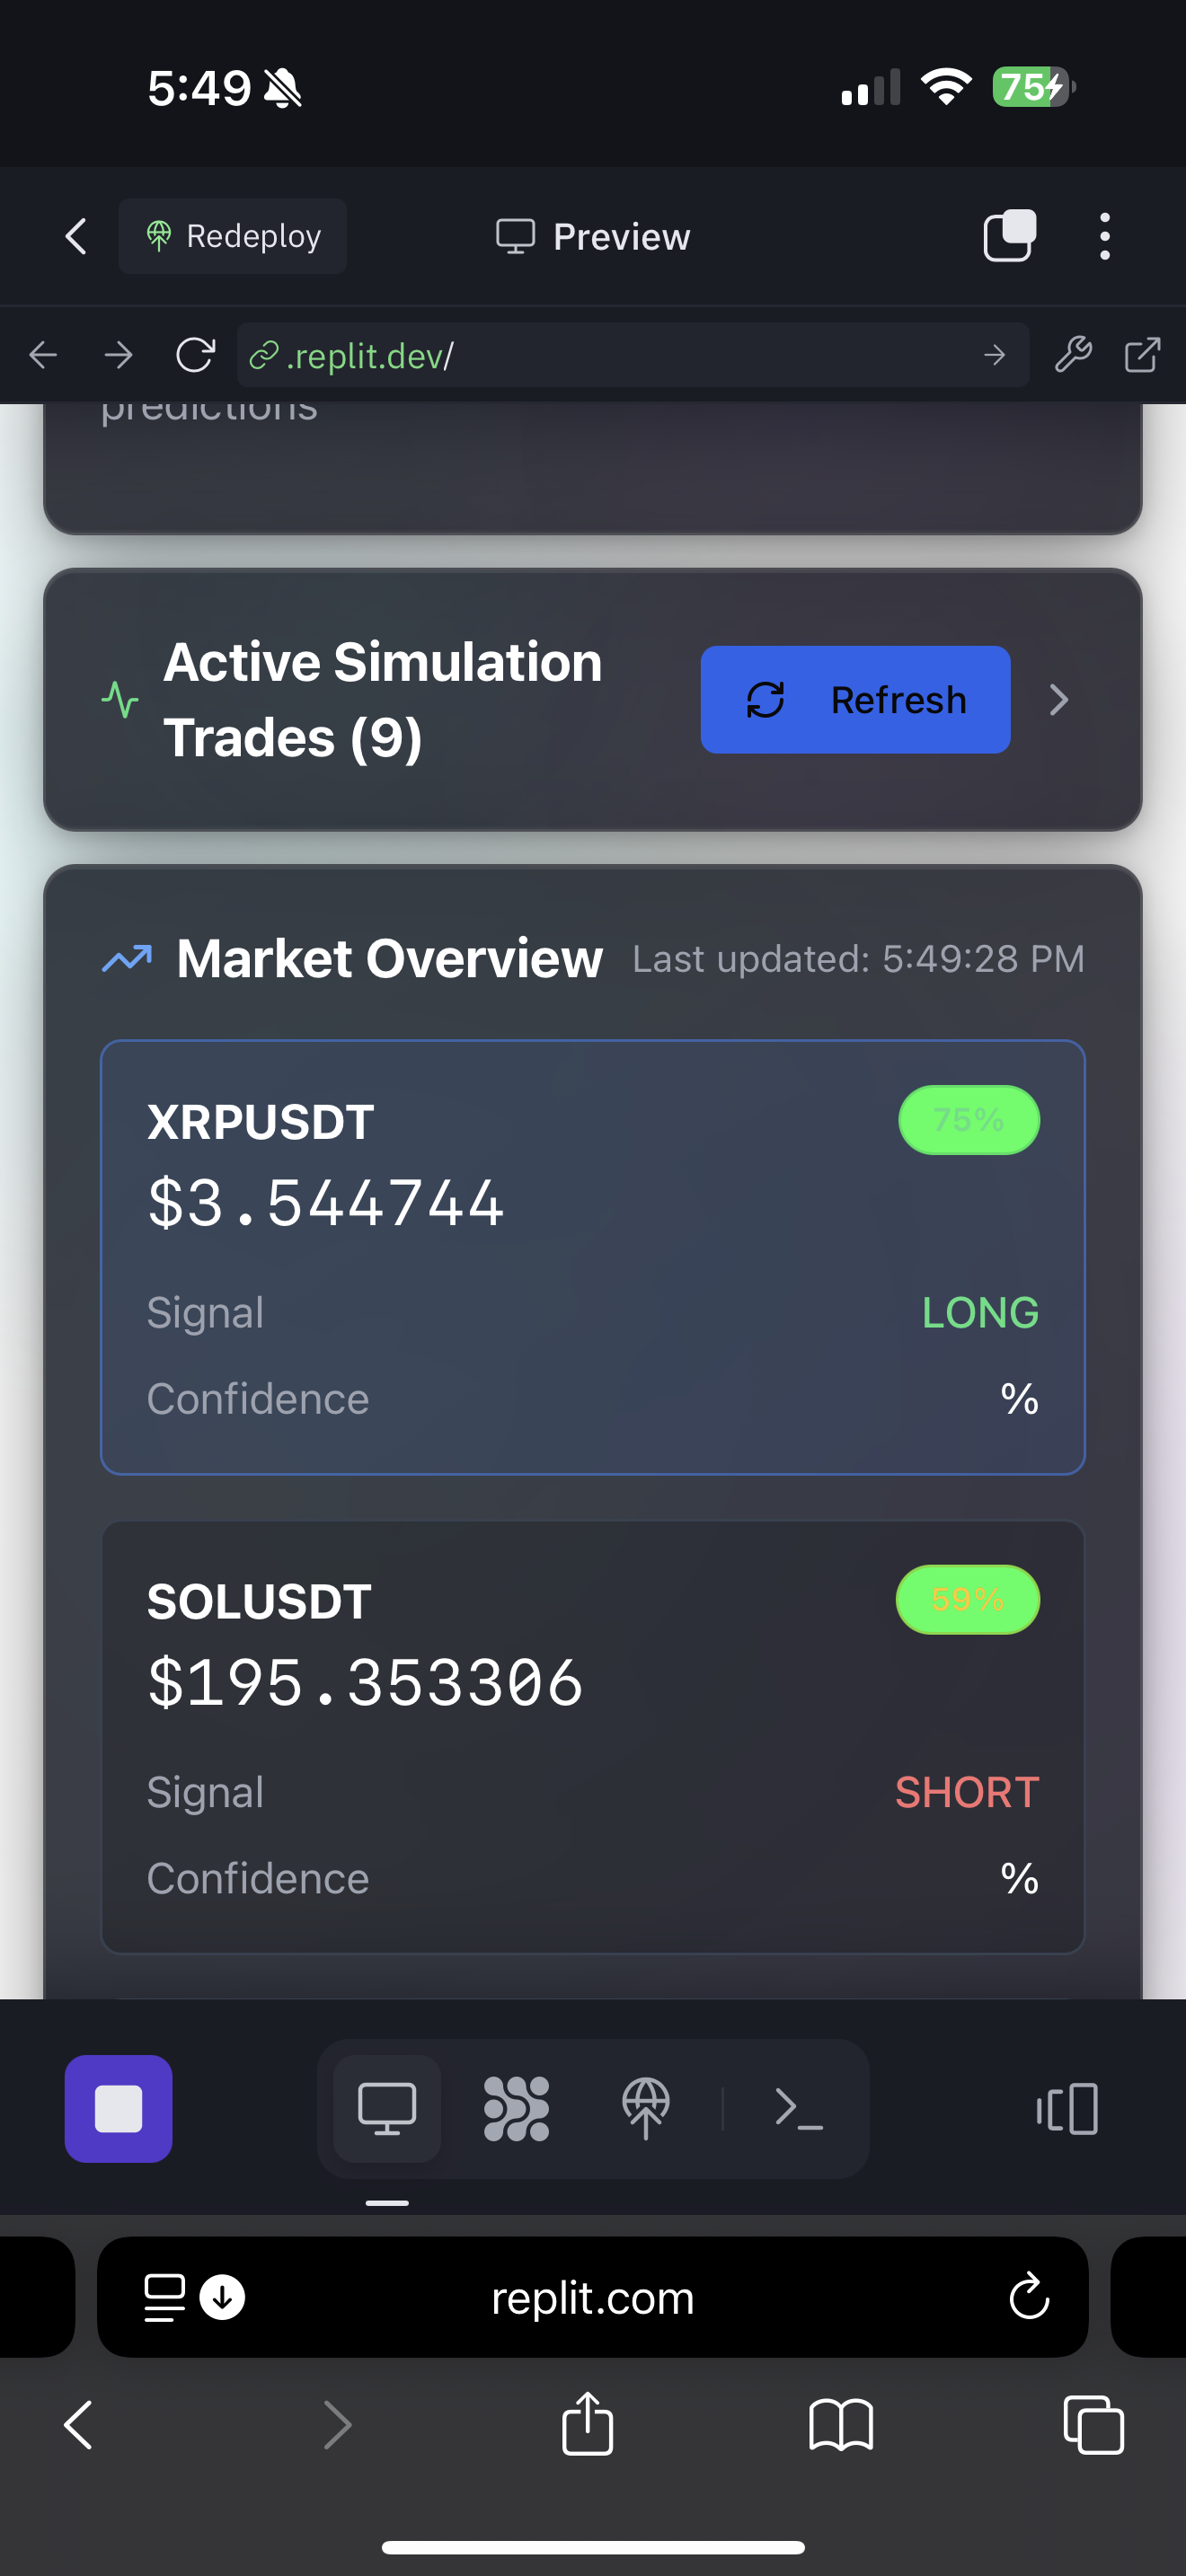 5:49
75
Redeploy
Preview
.replit.dev/
predictions
Active Simulation
Trades (9)
Refresh
Market Overview
Last updated: 5:49:28 PM
XRPUSDT
75%
$3.544744
Signal
LONG
Confidence
%
SOLUSDT
59%
$195.353306
Signal
SHORT
Confidence
%
replit.com